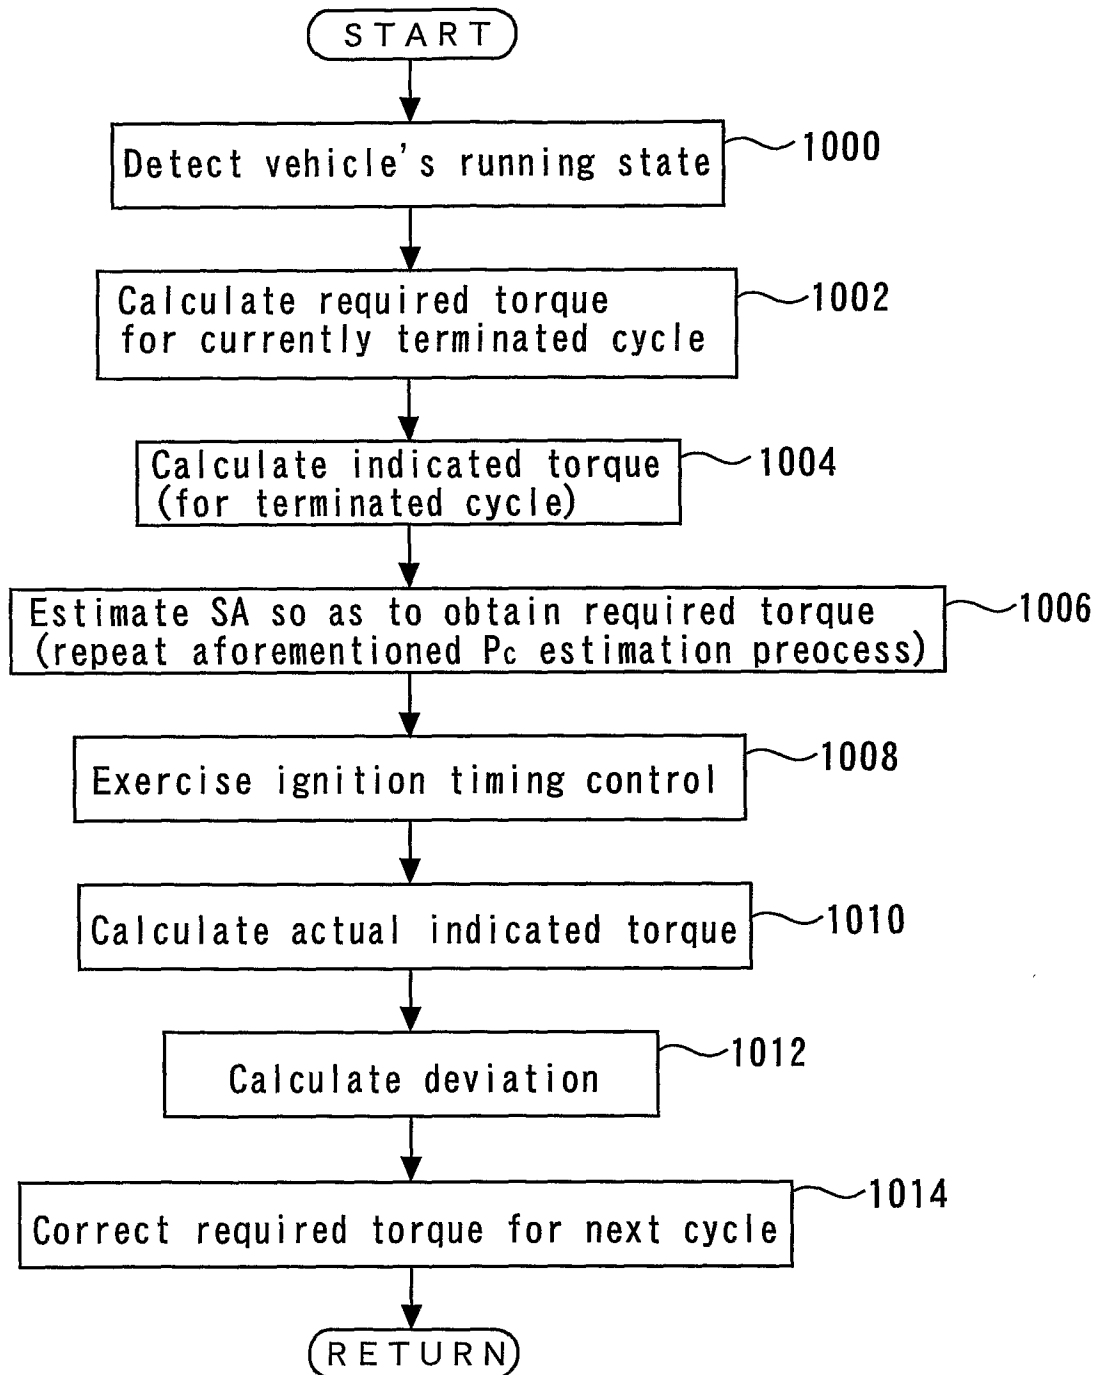 START
Detect vehicle's running state
1000
Calculate required torque
for currently terminated cycle
1002
Calculate indicated torque
(for terminated cycle)
1004
Estimate SA so as to obtain required torque
(repeat aforementioned Pc estimation preocess)
1006
Exercise ignition timing control
1008
Calculate actual indicated torque
1010
Calculate deviation
1012
Correct required torque for next cycle
1014
RETURN